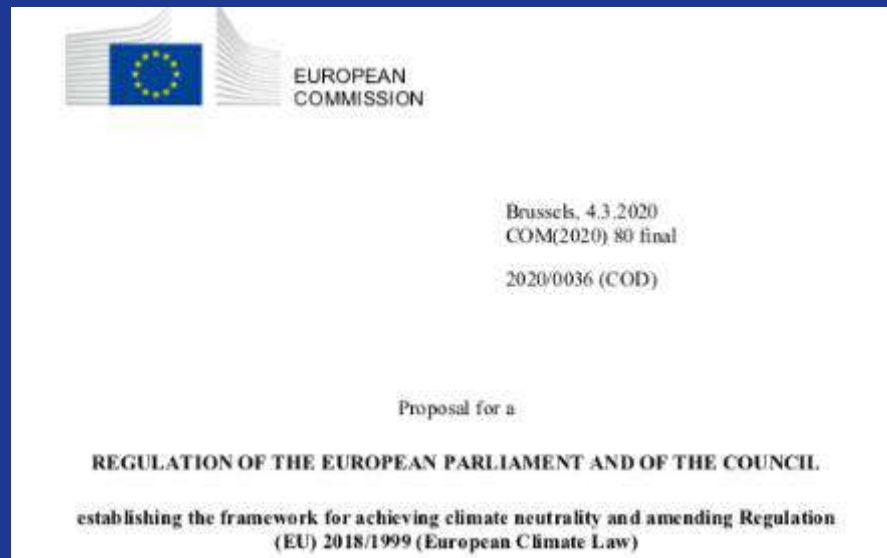 EUROPEAN
COMMISSION
Brussels, 4.3.2020
COM(2020) 80 final
2020/0036 (COD)
Proposal for a
REGULATION OF THE EUROPEAN PARLIAMENT AND OF THE COUNCIL
establishing the framework for achieving climate neutrality and amending Regulation
(EU) 2018/1999 (European Climate Law)